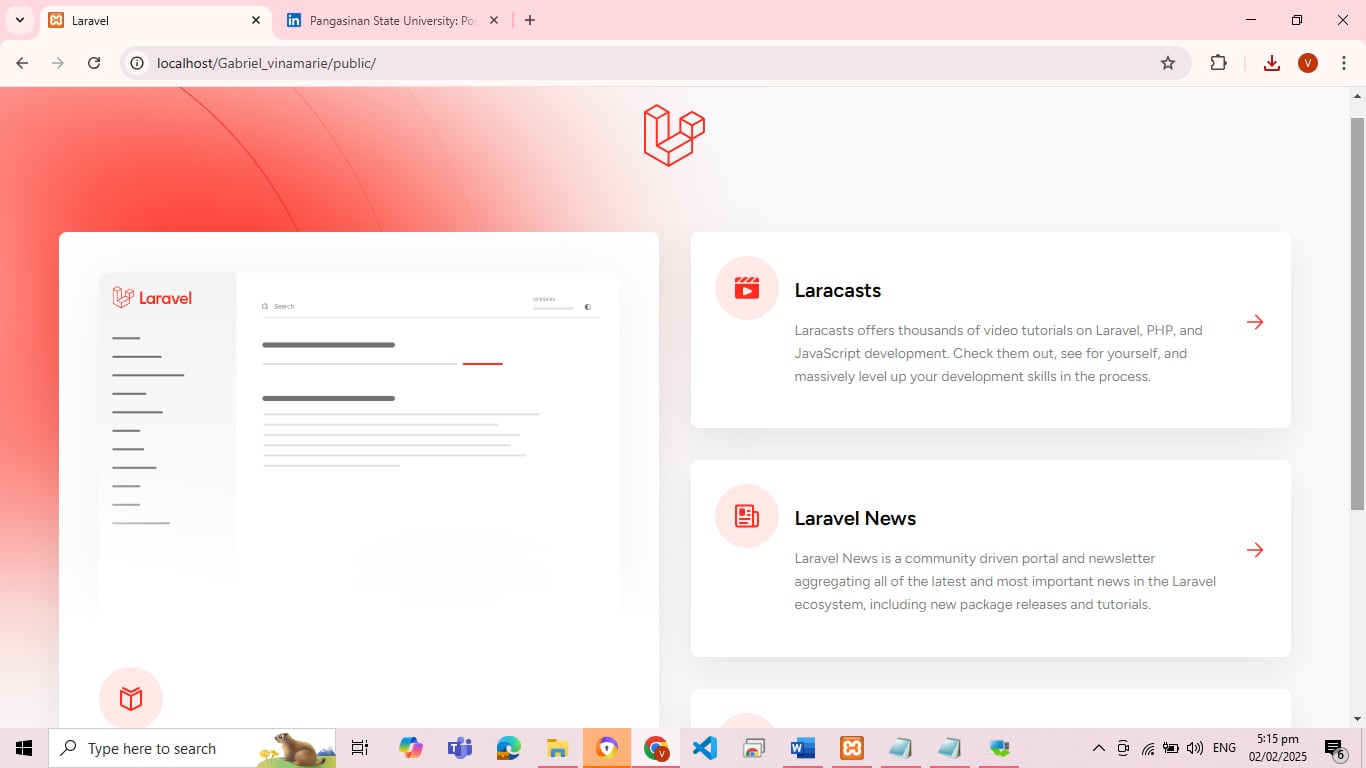 Laravel
Pangasinan State University: Pos
localhost/Gabriel_vinamarie/public/
V
Laravel
Search
VERSION
Laracasts
Laracasts offers thousands of video tutorials on Laravel, PHP, and
JavaScript development. Check them out, see for yourself, and
massively level up your development skills in the process.
Laravel News
Laravel News is a community driven portal and newsletter
aggregating all of the latest and most important news in the Laravel
ecosystem, including new package releases and tutorials.
Type here to search
ENG
5:15 pm
02/02/2025
6